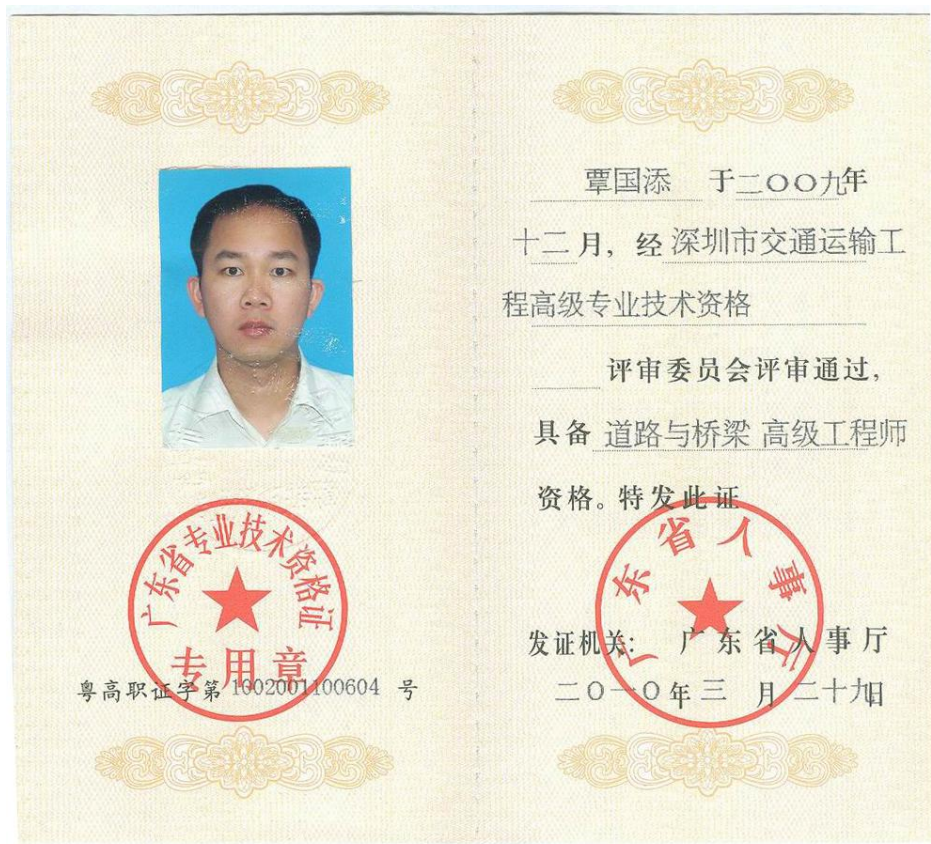 广东省专业技术资格证
专用章
粤高职证字第 1002001100604 号
覃国添 于二〇〇九年
十二月，经深圳市交通运输工
程高级专业技术资格
评审委员会评审通过，
具备 道路与桥梁 高级工程师
资格。特发此证
广东省人事厅
发证机关： 广东省人事厅
二〇一〇年三月二十九日